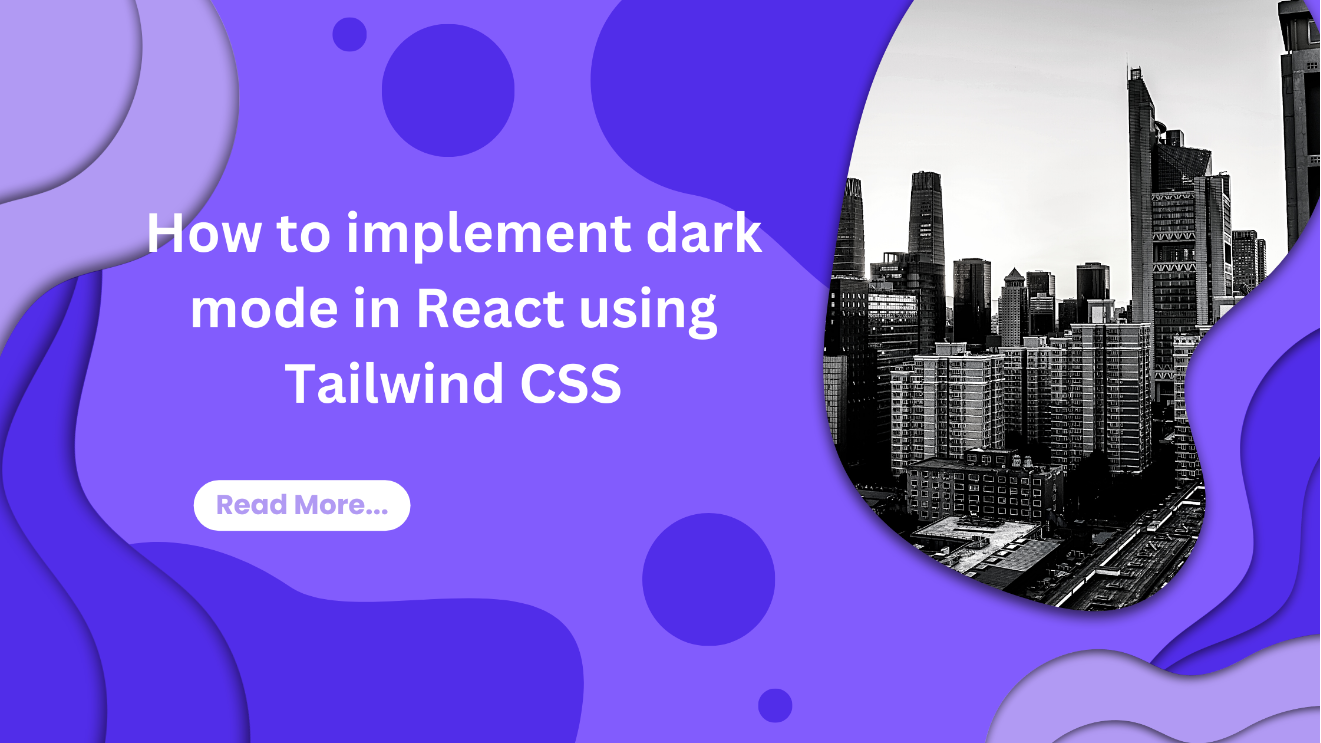 How to implement dark
mode in React using
Tailwind CSS
Read More...